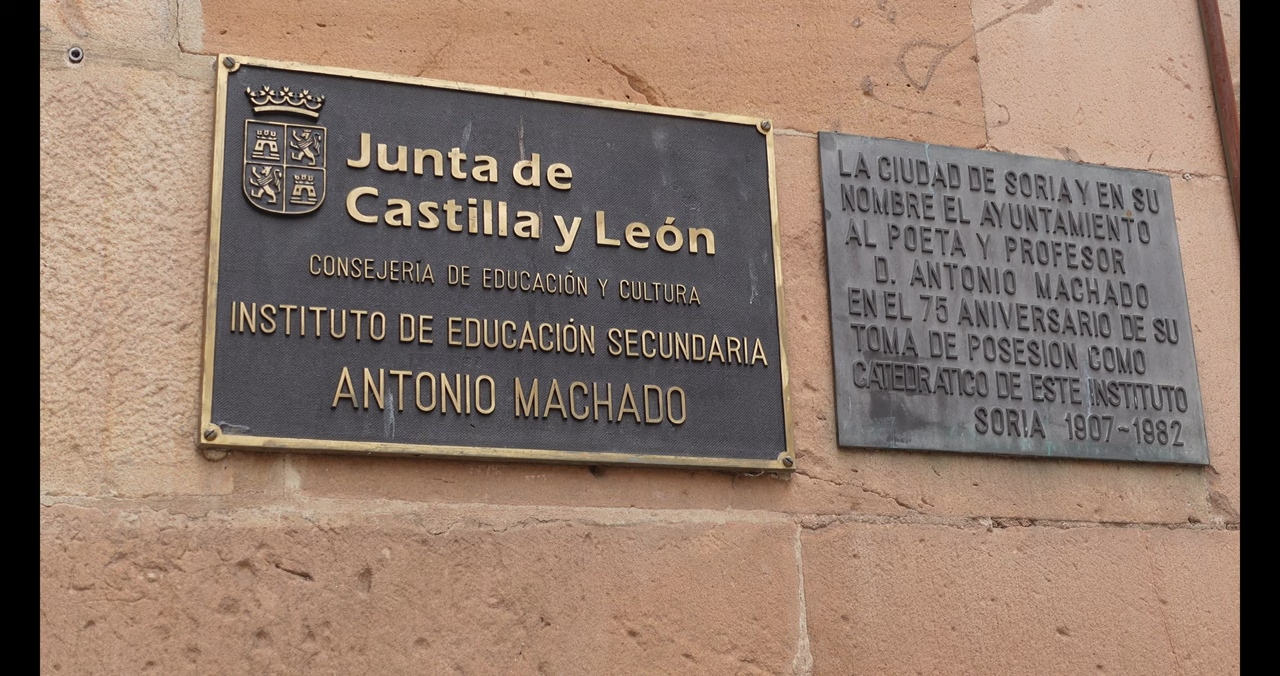 Junta de
Castilla y León
CONSEJERÍA DE EDUCACIÓN Y CULTURA
INSTITUTO DE EDUCACIÓN SECUNDARIA
ANTONIO MACHADO
LA CIUDAD DE SORIA Y EN SU
NOMBRE EL AYUNTAMIENTO
AL POETA Y PROFESOR
D. ANTONIO MACHADO
EN EL 75 ANIVERSARIO DE SU
TOMA DE POSESION COMO
CATEDRATICO DE ESTE INSTITUTO
SORIA 1907-1982